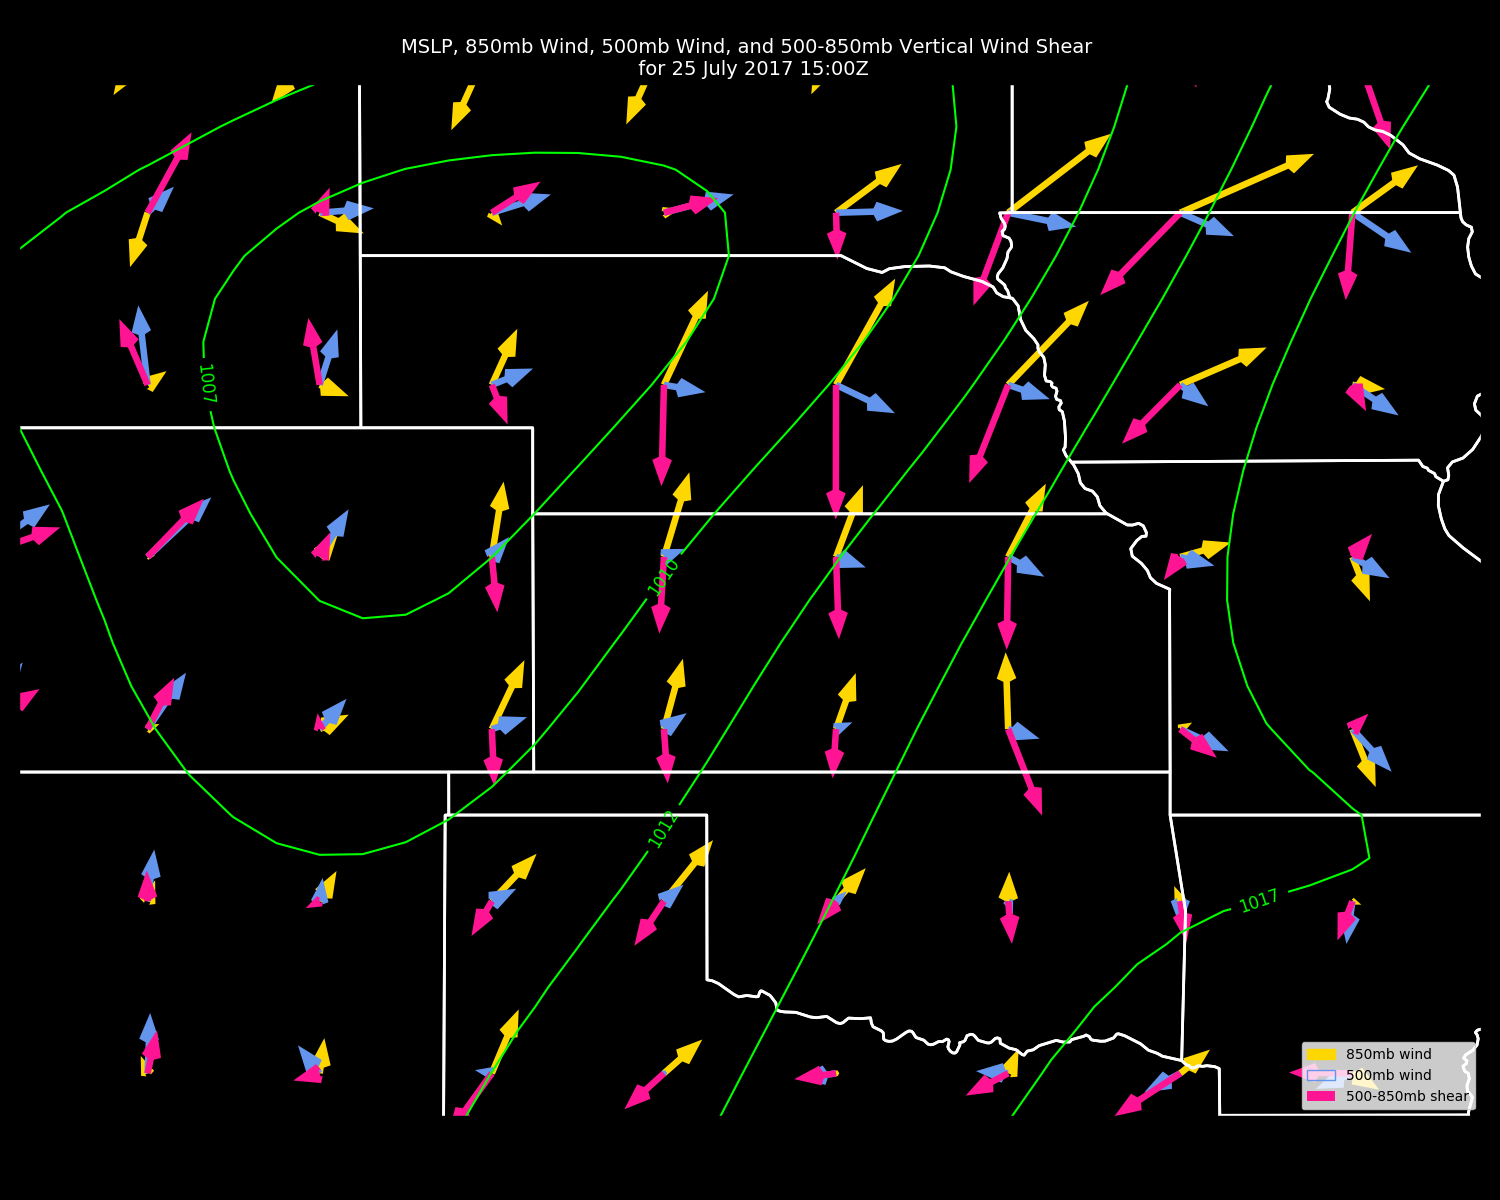 MSLP, 850mb Wind, 500mb Wind, and 500-850mb Vertical Wind Shear
for 25 July 2017 15:00Z
1007
1010
1012
1017
850mb wind
500mb wind
500-850mb shear